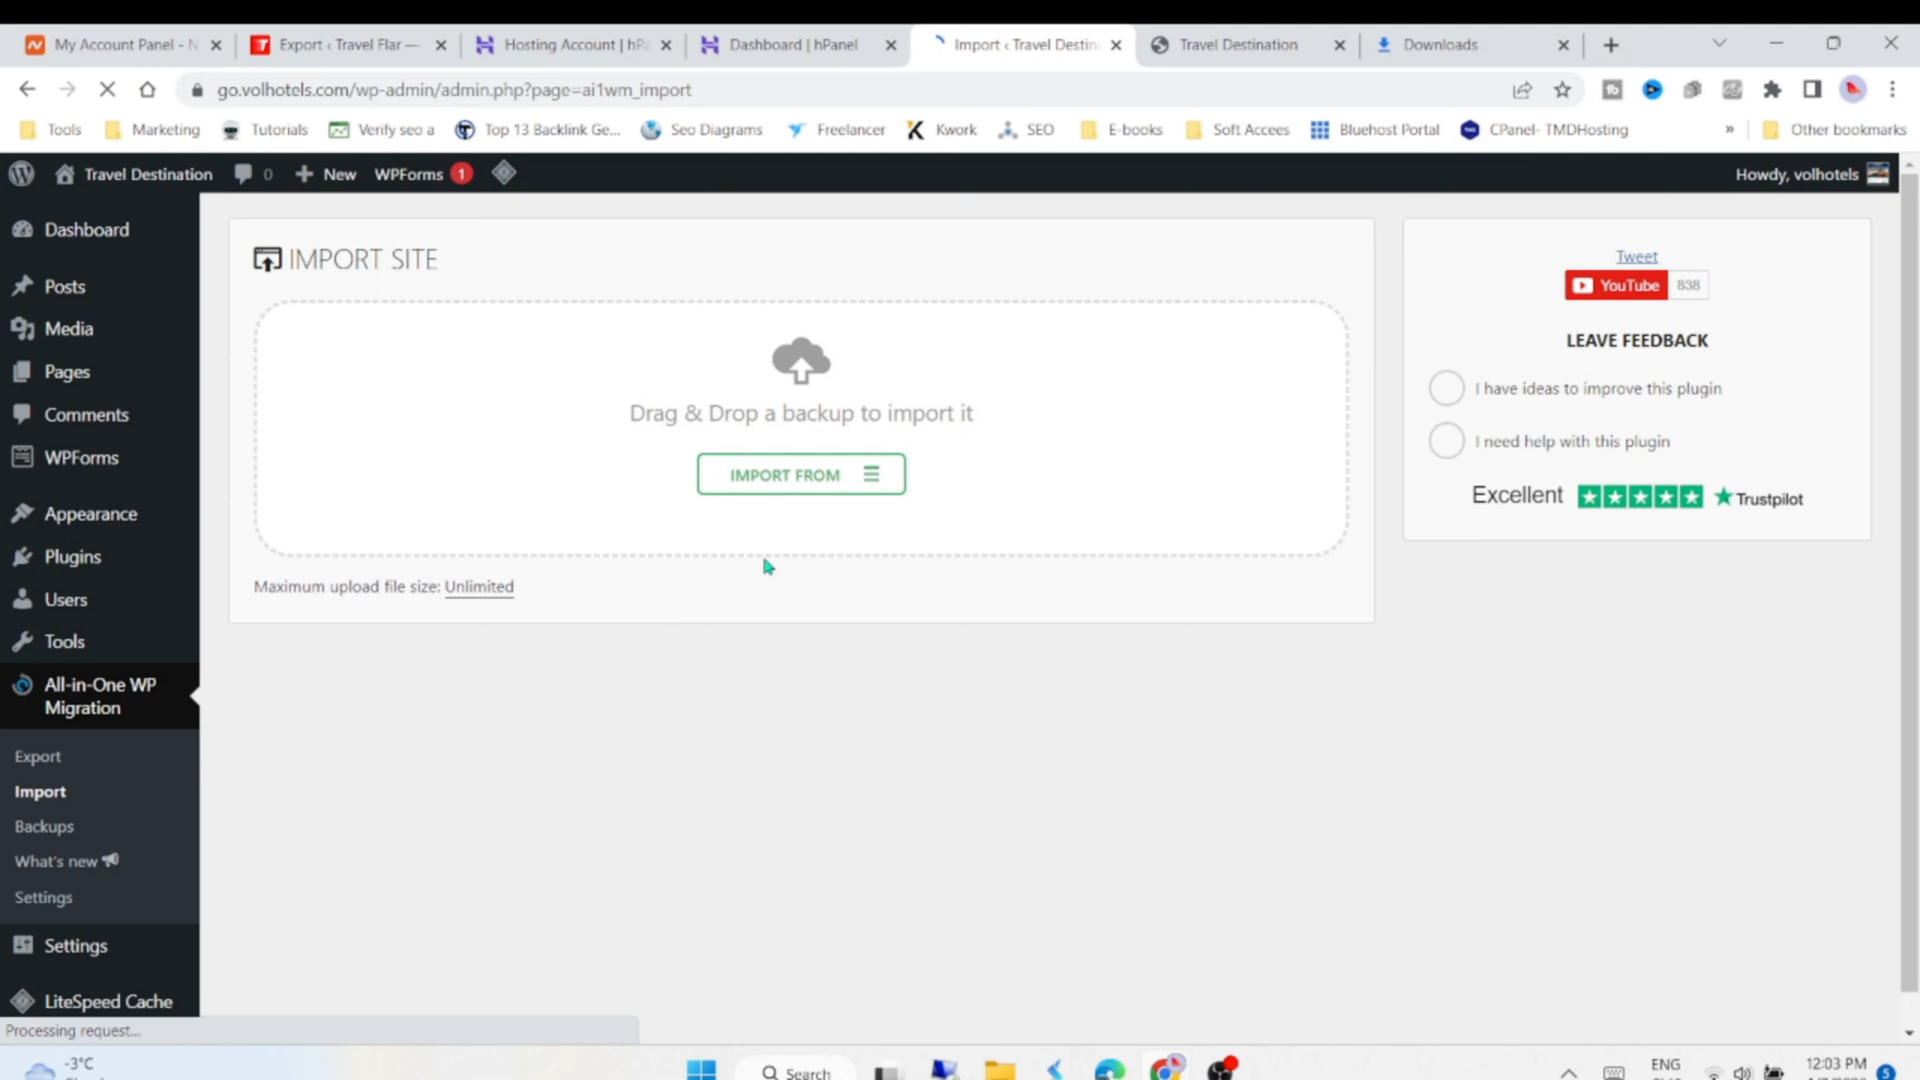 My Account Panel - N
Export ‹ Travel Flar —
Hosting Account | hPa
Dashboard | hPanel
Import ‹ Travel Destin
Travel Destination
Downloads
go.volhotels.com/wp-admin/admin.php?page=ai1wm_import
Tools
Marketing
Tutorials
Verify seo a
Top 13 Backlink Ge...
Seo Diagrams
Freelancer
Kwork
SEO
E-books
Soft Accees
Bluehost Portal
CPanel- TMDHosting
»
Other bookmarks
Travel Destination
0
New
WPForms 1
Howdy, volhotels
Dashboard
Posts
Media
Pages
Comments
WPForms
Appearance
Plugins
Users
Tools
All-in-One WP
Migration
Export
Import
Backups
What's new
Settings
Settings
LiteSpeed Cache
Processing request...
IMPORT SITE
Drag & Drop a backup to import it
IMPORT FROM
Maximum upload file size: Unlimited
Tweet
YouTube 838
LEAVE FEEDBACK
I have ideas to improve this plugin
I need help with this plugin
Excellent Trustpilot
-3°C
Search
ENG
12:03 PM
5